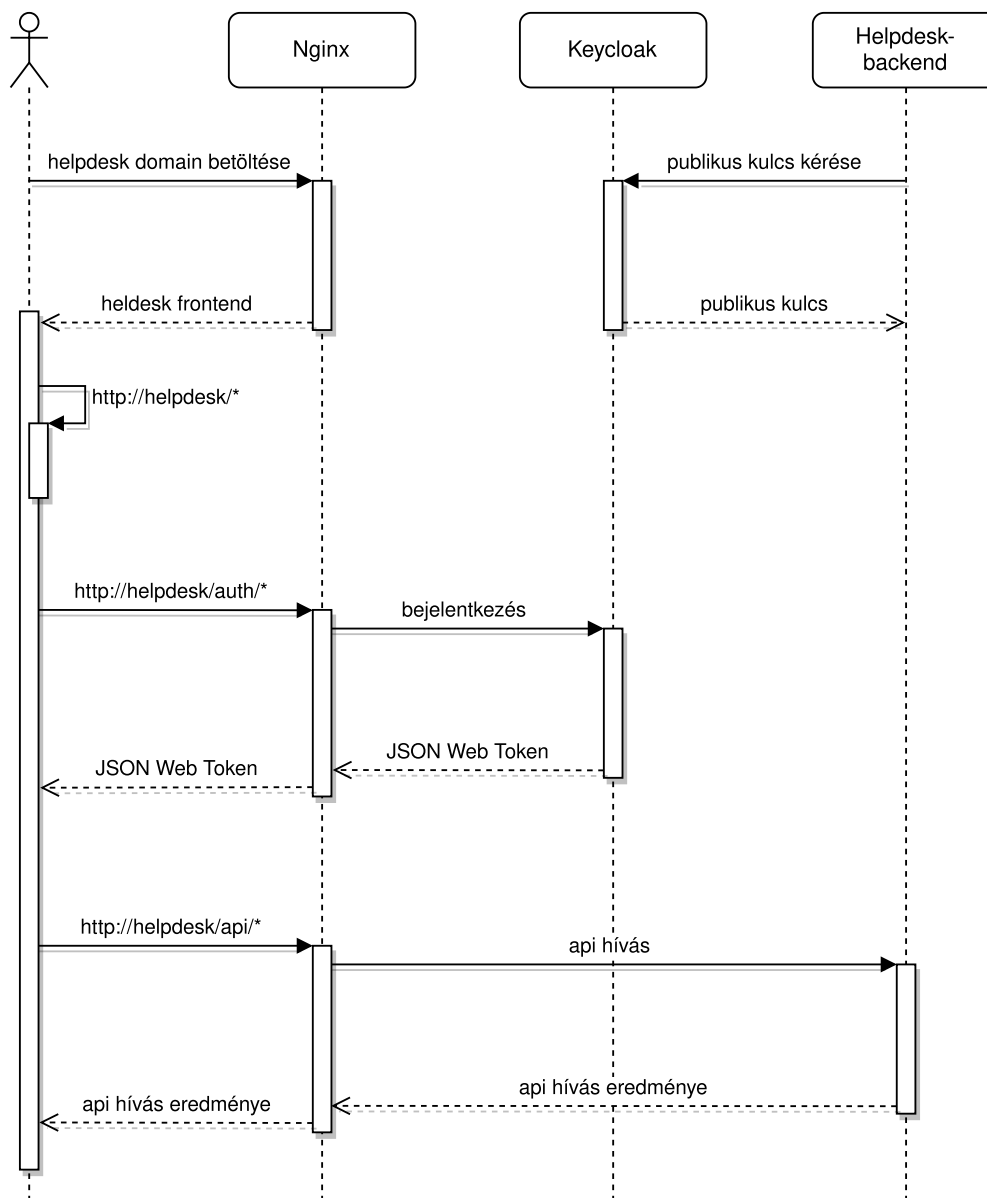 Nginx
Keycloak
Helpdesk-
backend
helpdesk domain betöltése
publikus kulcs kérése
heldesk frontend
publikus kulcs
http://helpdesk/*
http://helpdesk/auth/*
bejelentkezés
JSON Web Token
JSON Web Token
http://helpdesk/api/*
api hívás
api hívás eredménye
api hívás eredménye